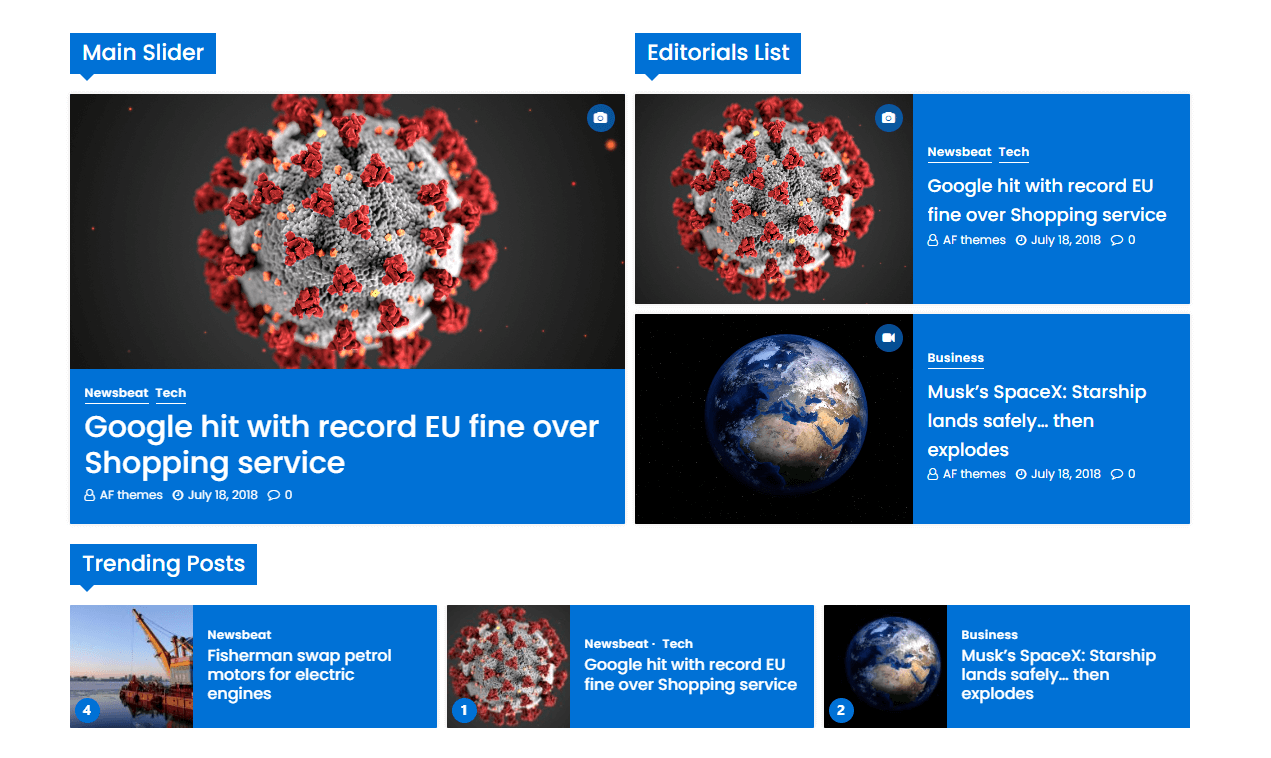 Main Slider
Newsbeat Tech
Google hit with record EU fine over
Shopping service
AF themes July 18, 2018 0
Editorials List
Newsbeat Tech
Google hit with record EU
fine over Shopping service
AF themes July 18, 2018 0
Business
Musk’s SpaceX: Starship
lands safely… then
explodes
AF themes July 18, 2018 0
Trending Posts
4
Newsbeat
Fisherman swap petrol
motors for electric
engines
1
Newsbeat · Tech
Google hit with record EU
fine over Shopping service
2
Business
Musk’s SpaceX: Starship
lands safely… then
explodes